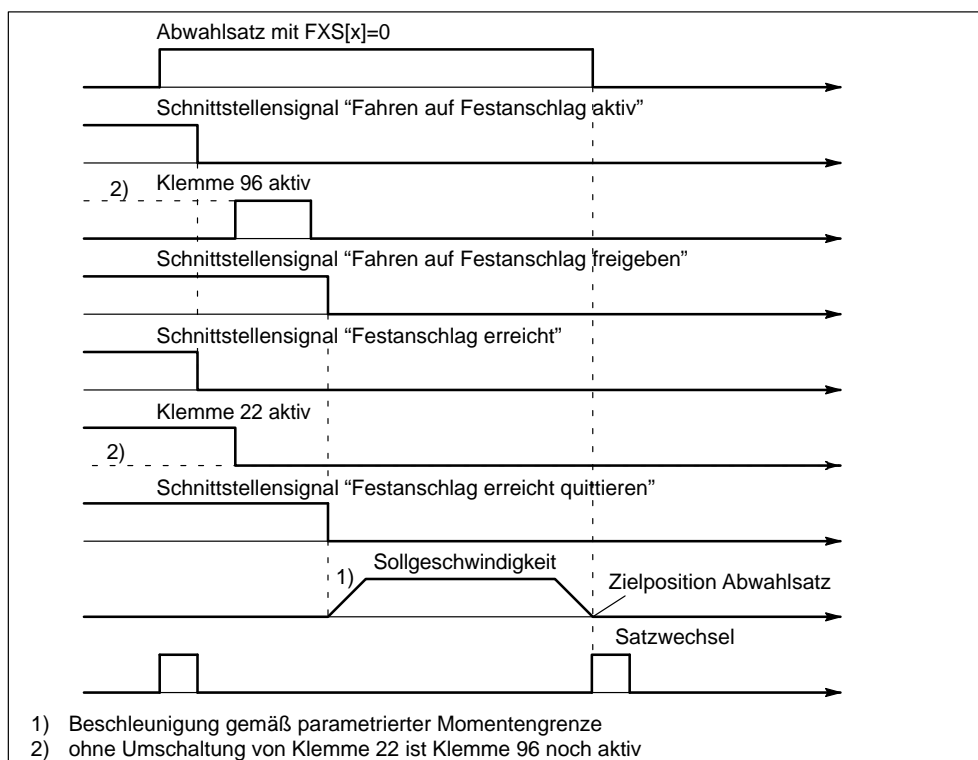 Abwahlsatz mit FXS[x]=0
Schnittstellensignal “Fahren auf Festanschlag aktiv”
2)
Klemme 96 aktiv
Schnittstellensignal “Fahren auf Festanschlag freigeben”
Schnittstellensignal “Festanschlag erreicht”
Klemme 22 aktiv
2)
Schnittstellensignal “Festanschlag erreicht quittieren”
Sollgeschwindigkeit
1)
Zielposition Abwahlsatz
Satzwechsel
1) Beschleunigung gemäß parametrierter Momentengrenze
2) ohne Umschaltung von Klemme 22 ist Klemme 96 noch aktiv